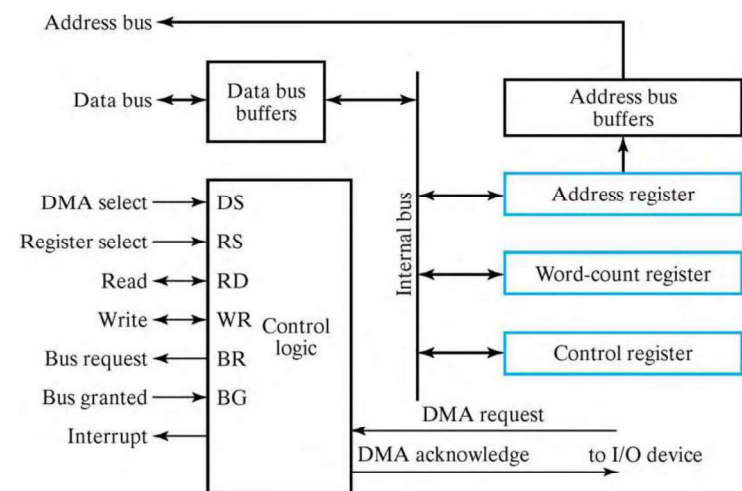 Address bus
Data bus
Data bus
buffers
Address bus
buffers
Internal bus
Address register
Word-count register
Control register
DMA select
DS
Register select
RS
Read
RD
Write
WR
Control
logic
Bus request
BR
Bus granted
BG
Interrupt
DMA request
DMA acknowledge
to I/O device